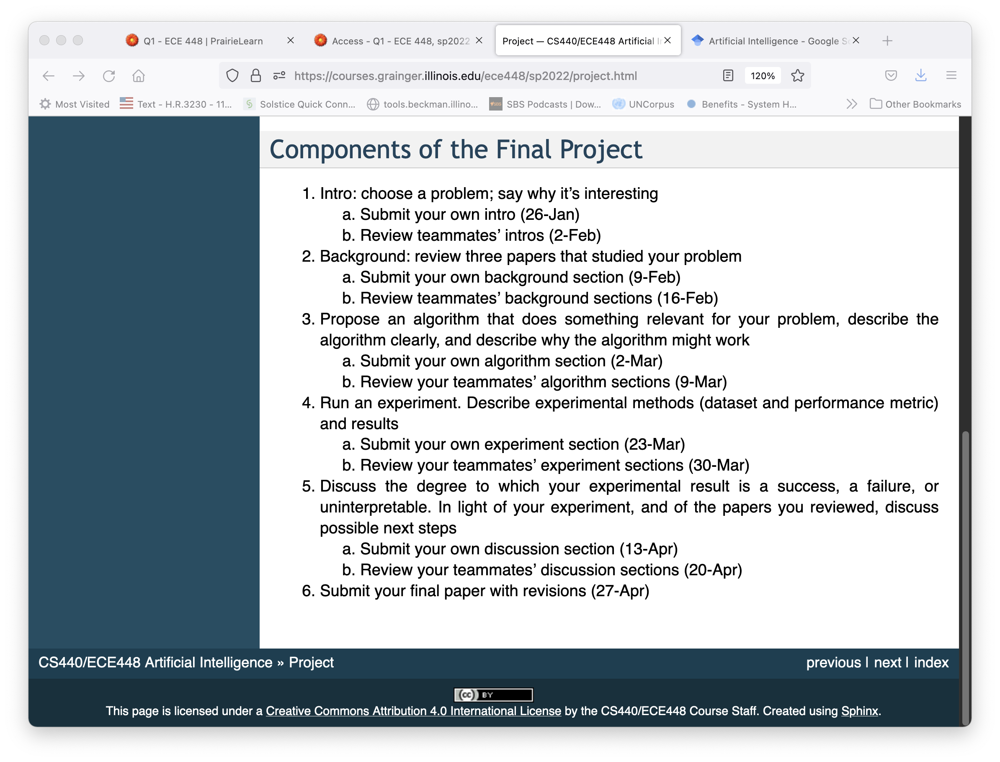 Q1 - ECE 448 | PrairieLearn
Access - Q1 - ECE 448, sp2022
Project — CS440/ECE448 Artificial
Artificial Intelligence - Google
https://courses.grainger.illinois.edu/ece448/sp2022/project.html
120%
Most Visited
Text - H.R.3230 - 11...
Solstice Quick Conn...
tools.beckman.illino...
SBS Podcasts | Dow...
UNCorpus
Benefits - System H...
Other Bookmarks
Components of the Final Project
1. Intro: choose a problem; say why it’s interesting
a. Submit your own intro (26-Jan)
b. Review teammates’ intros (2-Feb)
2. Background: review three papers that studied your problem
a. Submit your own background section (9-Feb)
b. Review teammates’ background sections (16-Feb)
3. Propose an algorithm that does something relevant for your problem, describe the
algorithm clearly, and describe why the algorithm might work
a. Submit your own algorithm section (2-Mar)
b. Review your teammates’ algorithm sections (9-Mar)
4. Run an experiment. Describe experimental methods (dataset and performance metric)
and results
a. Submit your own experiment section (23-Mar)
b. Review your teammates’ experiment sections (30-Mar)
5. Discuss the degree to which your experimental result is a success, a failure, or
uninterpretable. In light of your experiment, and of the papers you reviewed, discuss
possible next steps
a. Submit your own discussion section (13-Apr)
b. Review your teammates’ discussion sections (20-Apr)
6. Submit your final paper with revisions (27-Apr)
CS440/ECE448 Artificial Intelligence » Project
previous | next | index
(cc) BY
This page is licensed under a Creative Commons Attribution 4.0 International License by the CS440/ECE448 Course Staff. Created using Sphinx.